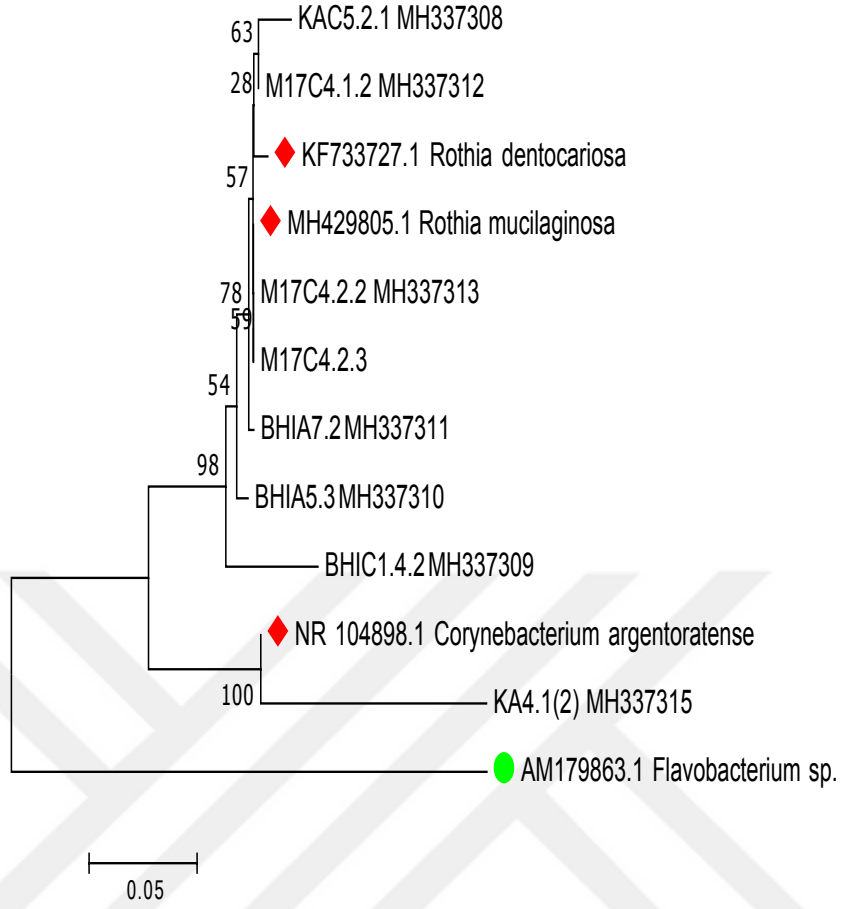 KAC5.2.1 MH337308
63
28
M17C4.1.2 MH337312
KF733727.1 Rothia dentocariosa
57
MH429805.1 Rothia mucilaginosa
78
M17C4.2.2 MH337313
59
M17C4.2.3
54
BHIA7.2 MH337311
98
BHIA5.3 MH337310
BHIC1.4.2 MH337309
NR 104898.1 Corynebacterium argentoratense
100
KA4.1(2) MH337315
AM179863.1 Flavobacterium sp.
0.05